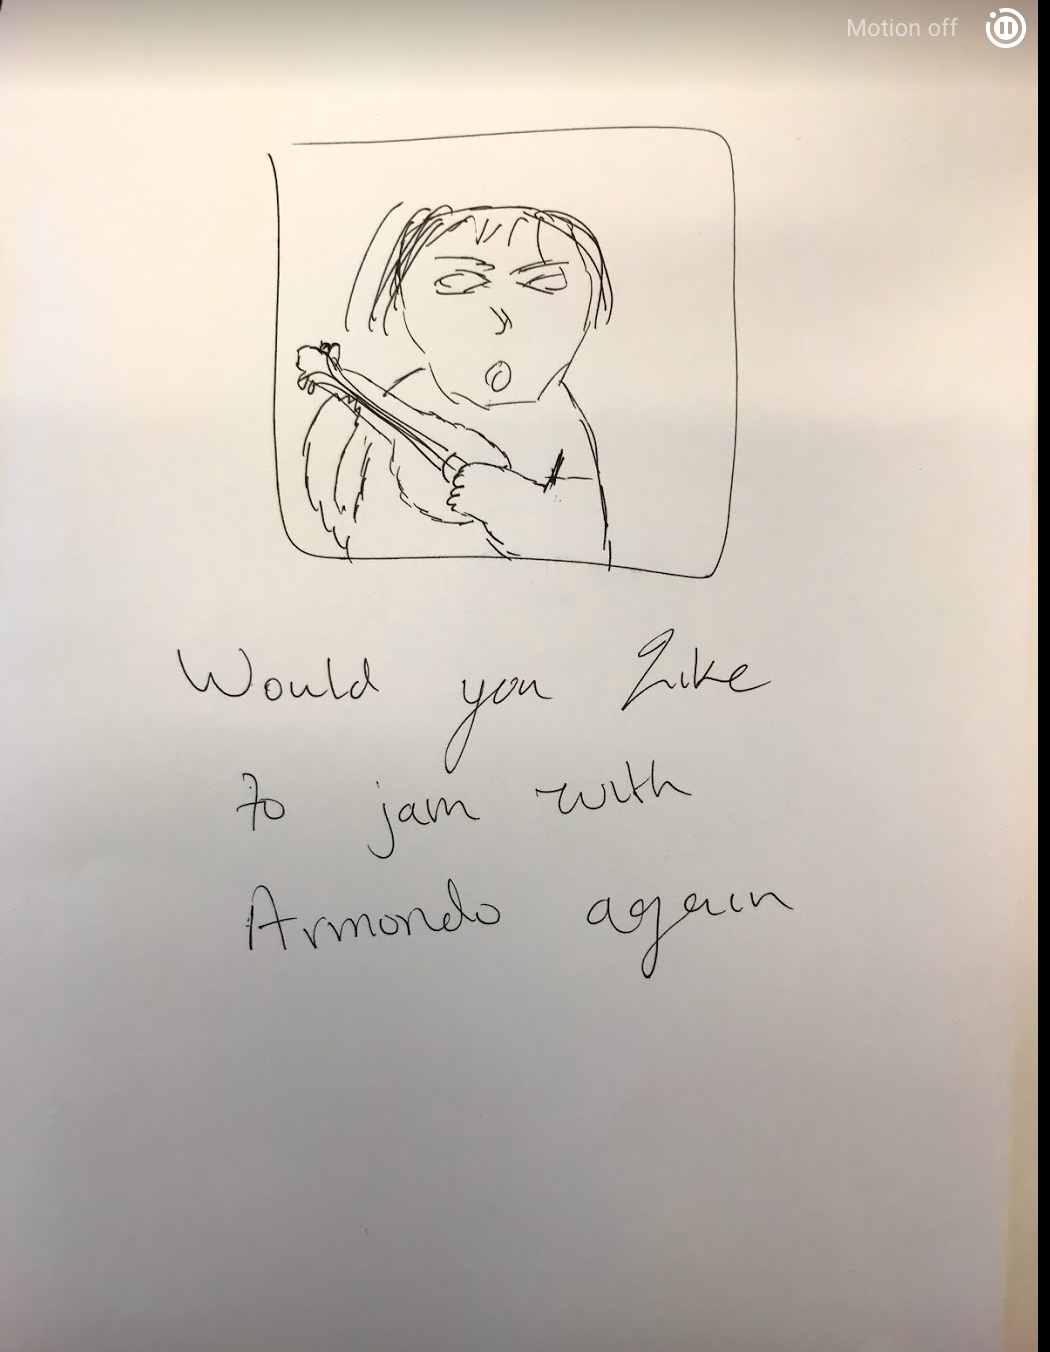 Motion off
Would you Like
to jam with
Armondo again